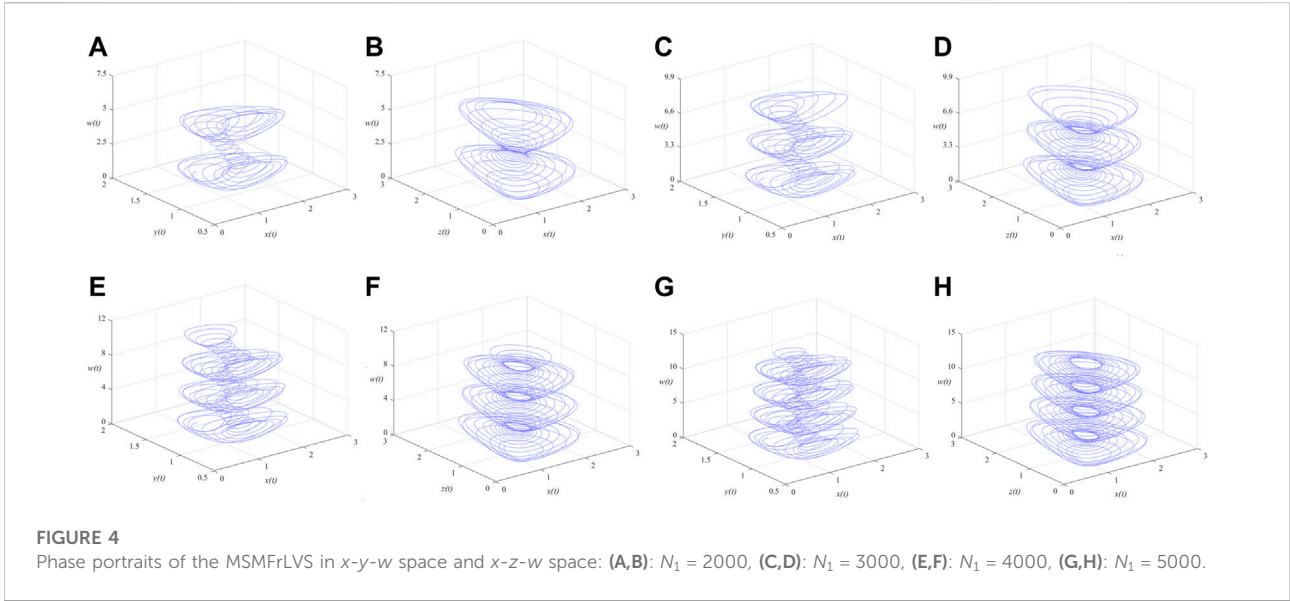 A
B
C
D
7.5
5
w(t)
2.5
0
2
1.5
y(t)
1
0.5
0
1
x(t)
2
3
7.5
5
w(t)
2.5
0
3
2
z(t)
1
0
0
1
x(t)
2
3
9.9
6.6
w(t)
3.3
0
2
1.5
y(t)
1
0.5
0
1
x(t)
2
3
9.9
6.6
w(t)
3.3
0
3
2
z(t)
1
0
0
1
x(t)
2
3
E
F
G
H
12
8
w(t)
4
0
2
1.5
y(t)
1
0.5
0
1
x(t)
2
3
12
8
w(t)
4
0
3
2
z(t)
1
0
0
1
x(t)
2
3
15
10
w(t)
5
0
2
1.5
y(t)
1
0.5
0
1
x(t)
2
3
15
10
w(t)
5
0
3
2
z(t)
1
0
0
1
x(t)
2
3
FIGURE 4
Phase portraits of the MSMFrLVS in x-y-w space and x-z-w space: (A,B): N₁ = 2000, (C,D): N₁ = 3000, (E,F): N₁ = 4000, (G,H): N₁ = 5000.